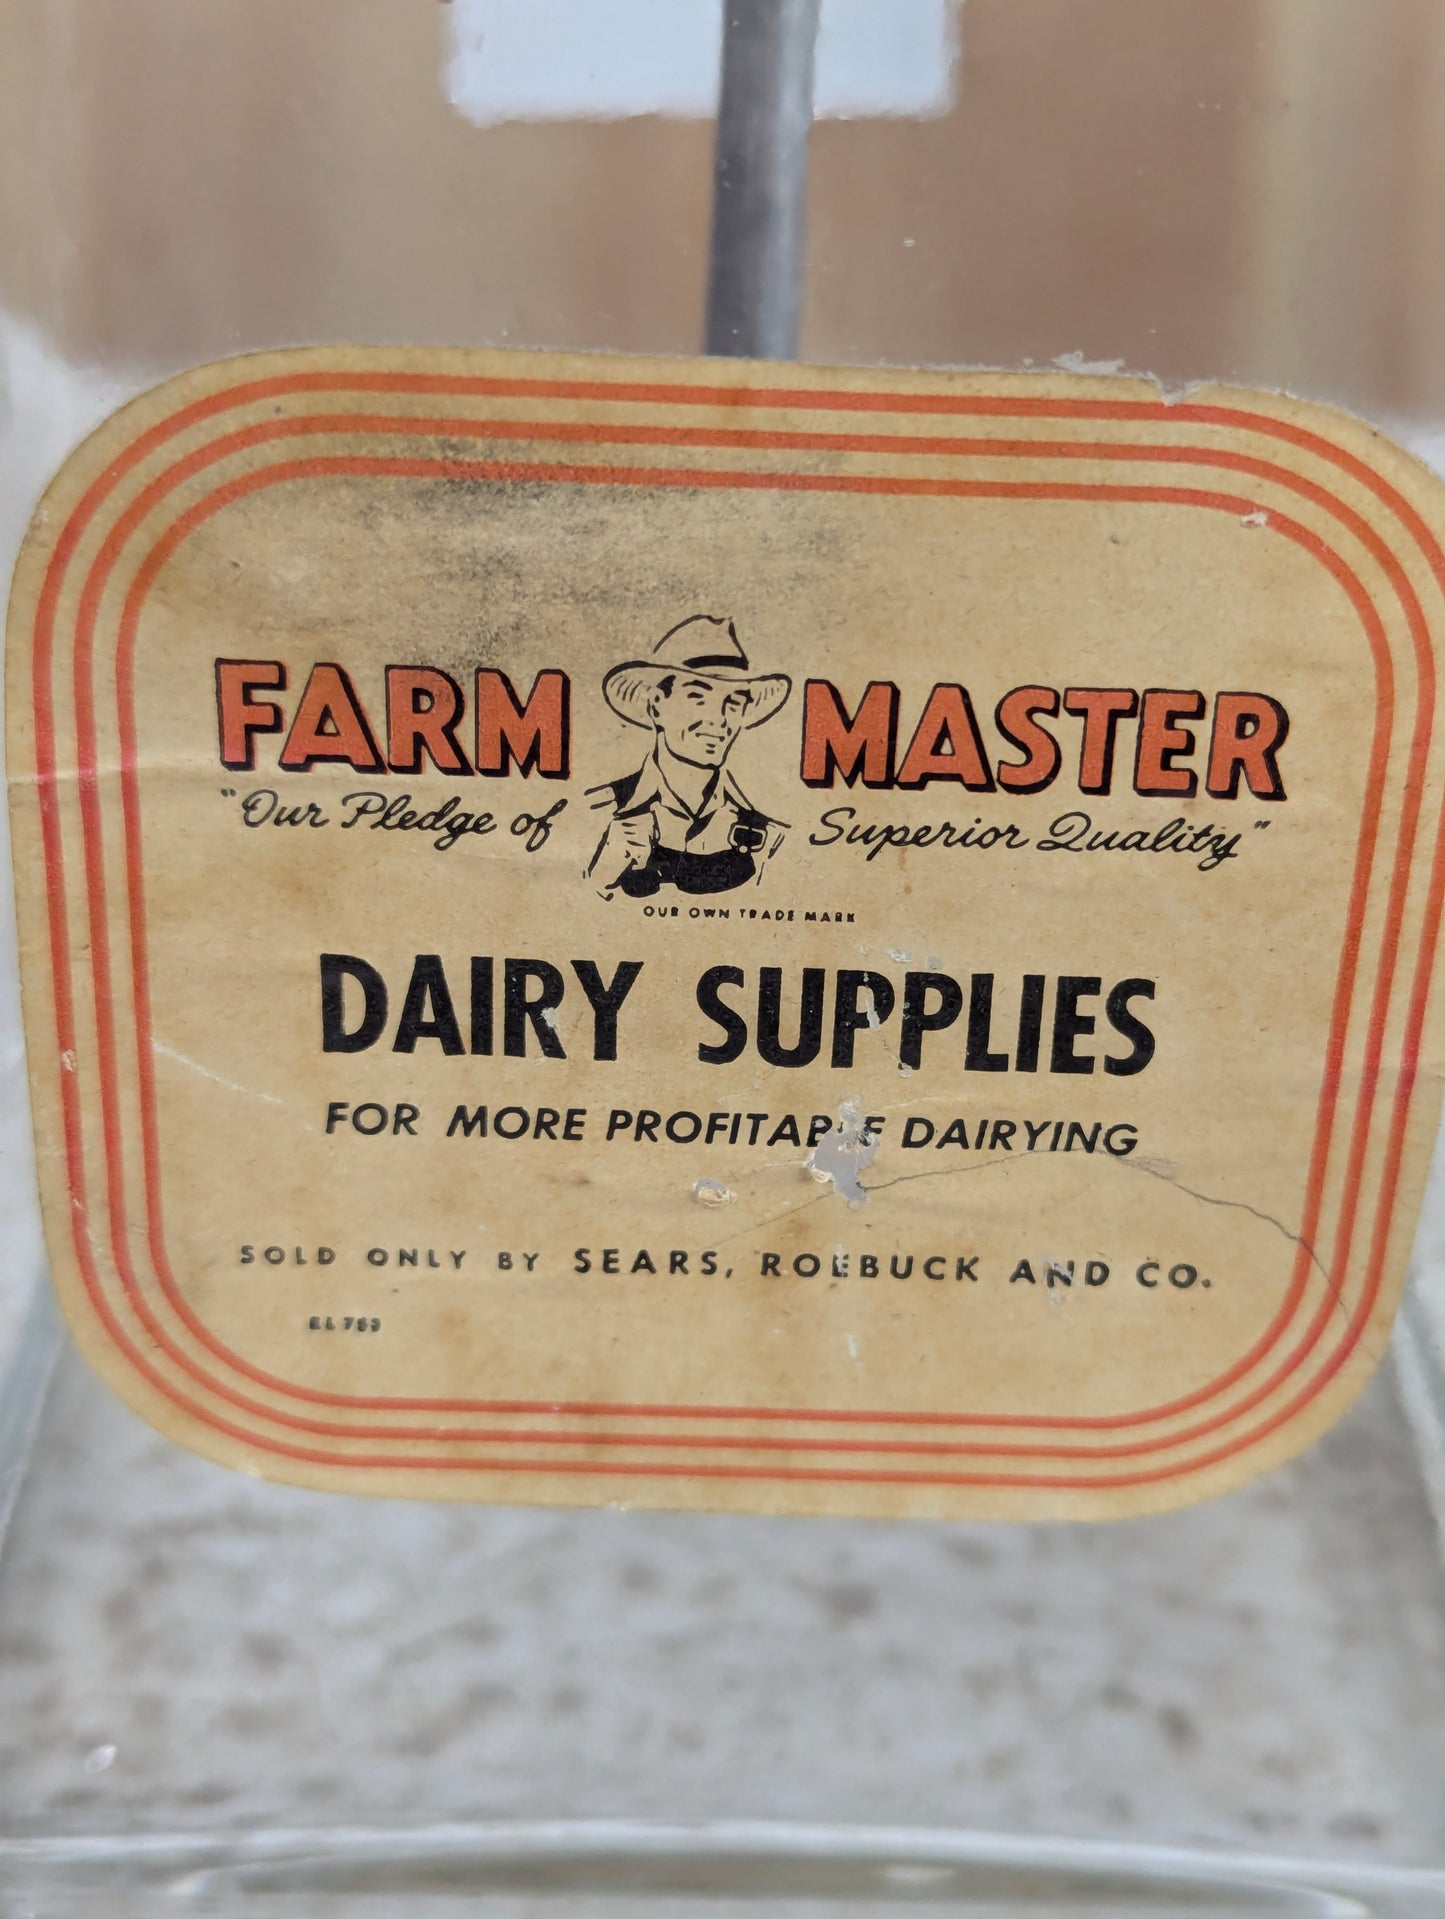 FARM MASTER
"Our Pledge of Superior Quality"
OUR OWN TRADE MARK
DAIRY SUPPLIES
FOR MORE PROFITABLE DAIRYING
SOLD ONLY BY SEARS, ROEBUCK AND CO.